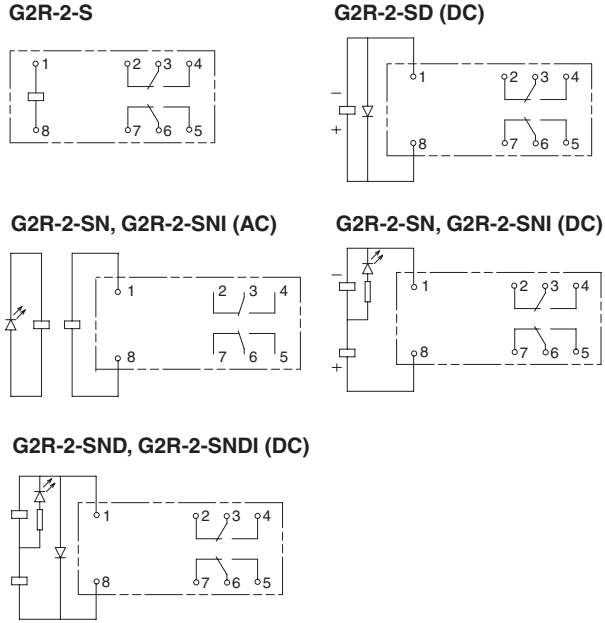 G2R-2-S
1 2 3 4
8 7 6 5
G2R-2-SD (DC)
−
+
1 2 3 4
8 7 6 5
G2R-2-SN, G2R-2-SNI (AC)
1 2 3 4
8 7 6 5
G2R-2-SN, G2R-2-SNI (DC)
−
+
1 2 3 4
8 7 6 5
G2R-2-SND, G2R-2-SNDI (DC)
1 2 3 4
8 7 6 5